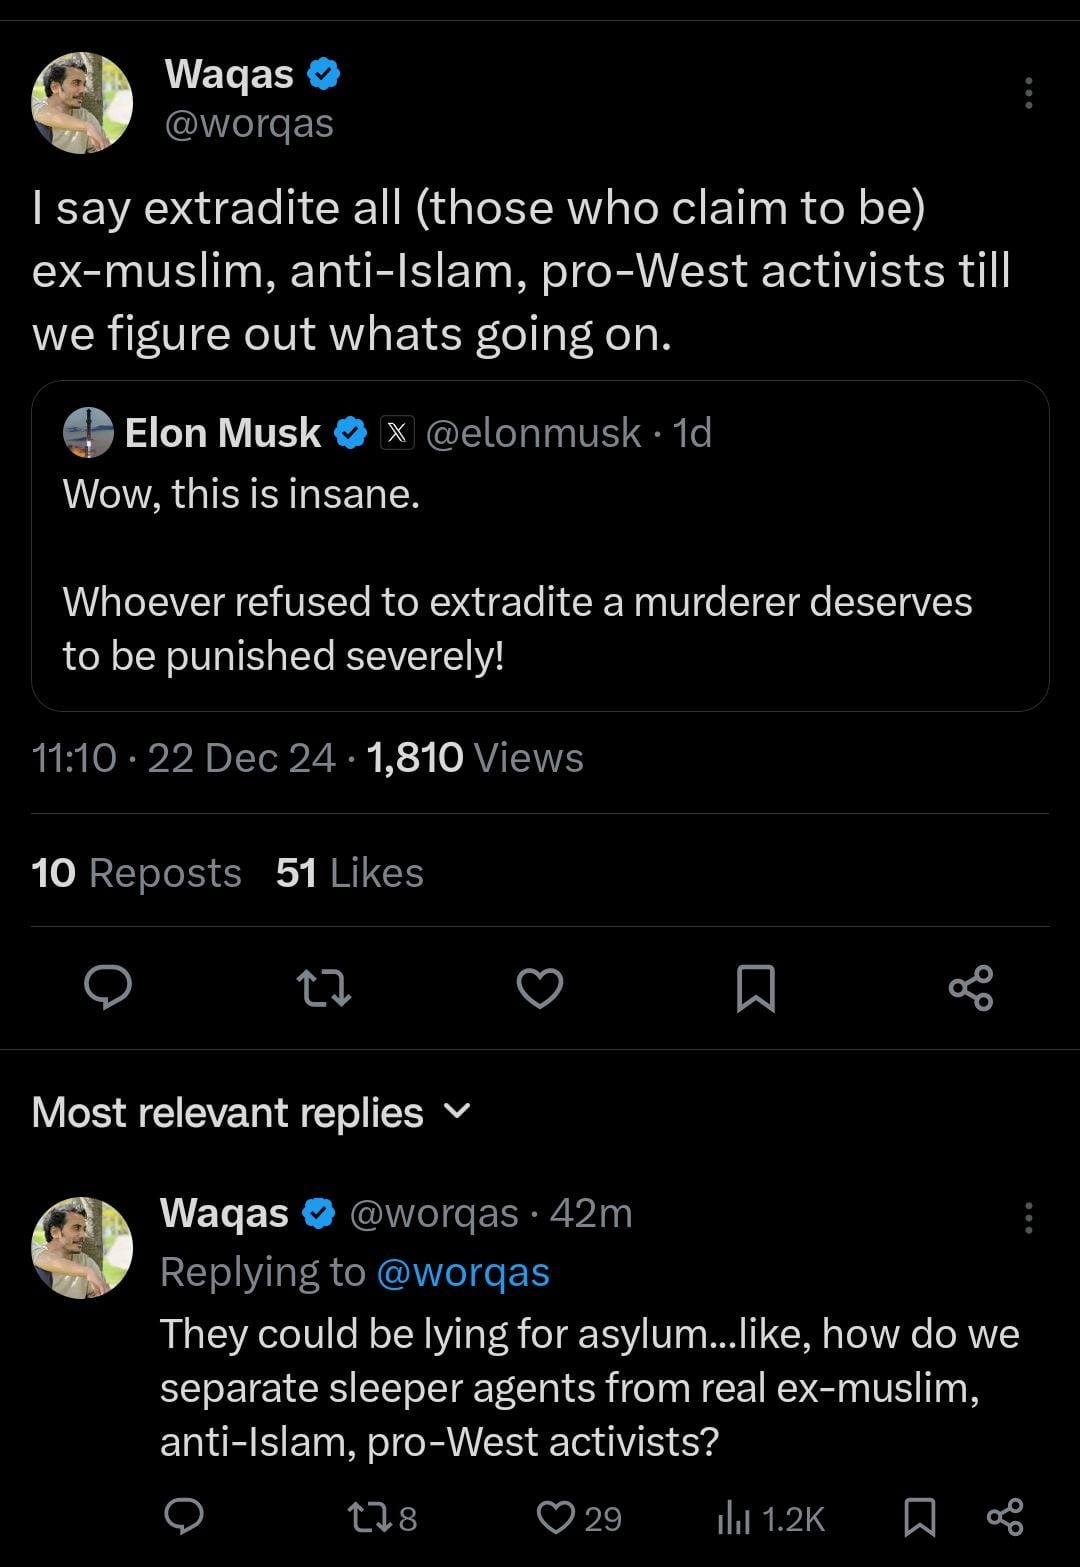 Waqas
@worqas
I say extradite all (those who claim to be)
ex-muslim, anti-Islam, pro-West activists till
we figure out whats going on.
Elon Musk X @elonmusk · 1d
Wow, this is insane.
Whoever refused to extradite a murderer deserves
to be punished severely!
11:10 · 22 Dec 24 · 1,810 Views
10 Reposts 51 Likes
Most relevant replies
Waqas @worqas · 42m
Replying to @worqas
They could be lying for asylum...like, how do we
separate sleeper agents from real ex-muslim,
anti-Islam, pro-West activists?
8 29 1.2K